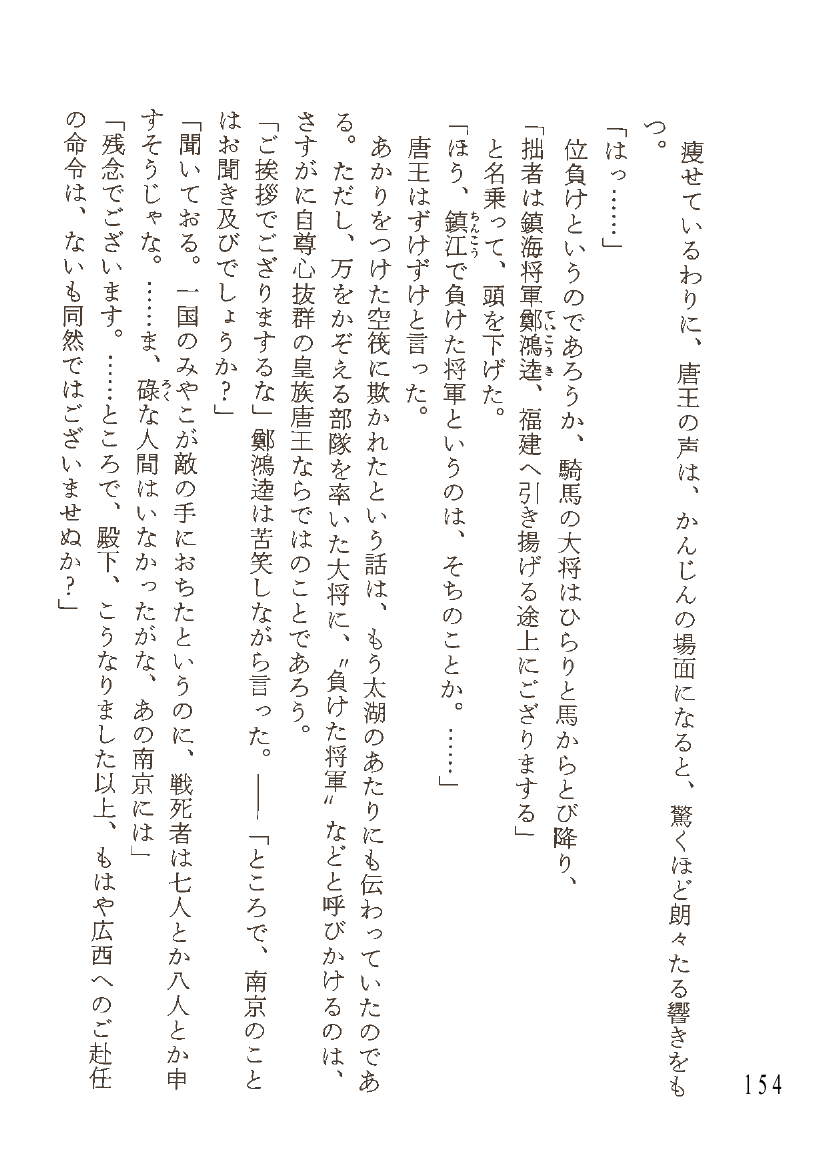 痩せているわりに、唐王の声は、かんじんの場面になると、驚くほど朗々たる響きをも
つ。
「はっ……」
位負けというのであろうか、騎馬の大将はひらりと馬からとび降り、
「拙者は鎮海将軍鄭鴻逵、福建へ引き揚げる途上にござりまする」
と名乗って、頭を下げた。
「ほう、鎮江で負けた将軍というのは、そちのことか。……」
唐王はずけずけと言った。
あかりをつけた空筏に欺かれたという話は、もう太湖のあたりにも伝わっていたのであ
る。ただし、万をかぞえる部隊を率いた大将に、〝負けた将軍〟などと呼びかけるのは、
さすがに自尊心抜群の皇族唐王ならではのことであろう。
「ご挨拶でござりまするな」鄭鴻逵は苦笑しながら言った。――「ところで、南京のこと
はお聞き及びでしょうか？」
「聞いておる。一国のみやこが敵の手におちたというのに、戦死者は七人とか八人とか申
すそうじゃな。……ま、碌な人間はいなかったがな、あの南京には」
「残念でございます。……ところで、殿下、こうなりました以上、もはや広西へのご赴任
の命令は、ないも同然ではございませぬか？」
ていこうき
ちんこう
ろく
154